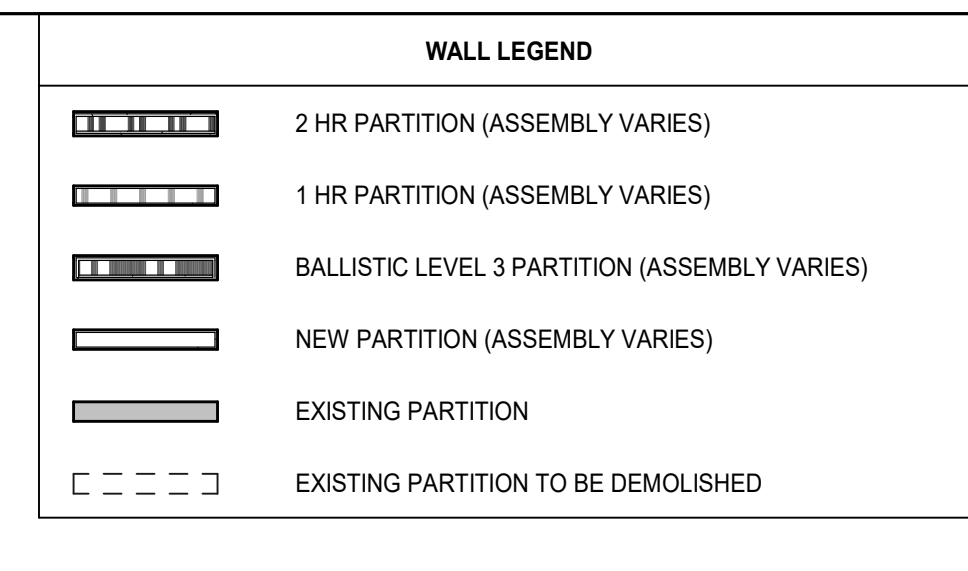 WALL LEGEND
2 HR PARTITION (ASSEMBLY VARIES)
1 HR PARTITION (ASSEMBLY VARIES)
BALLISTIC LEVEL 3 PARTITION (ASSEMBLY VARIES)
NEW PARTITION (ASSEMBLY VARIES)
EXISTING PARTITION
EXISTING PARTITION TO BE DEMOLISHED